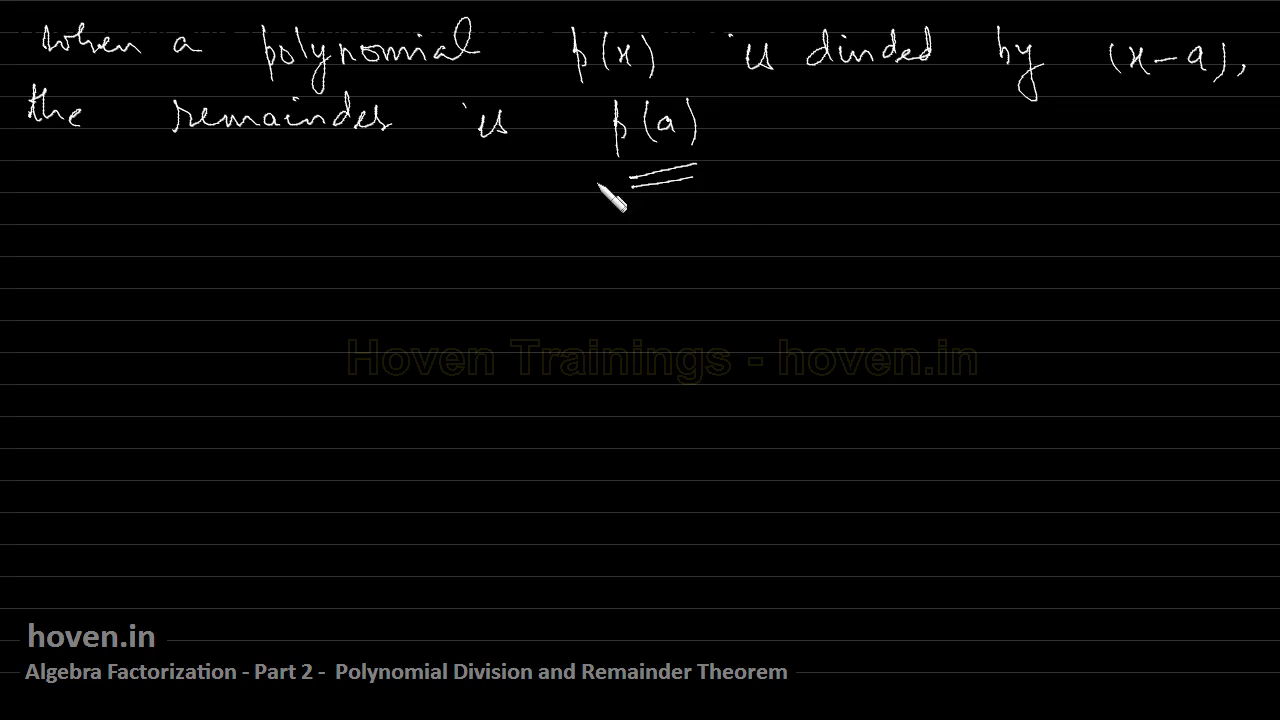 when a polynomial p(x) is divided by (x-a),
the remainder is p(a)
Hoven Trainings - hoven.in
hoven.in
Algebra Factorization - Part 2 - Polynomial Division and Remainder Theorem